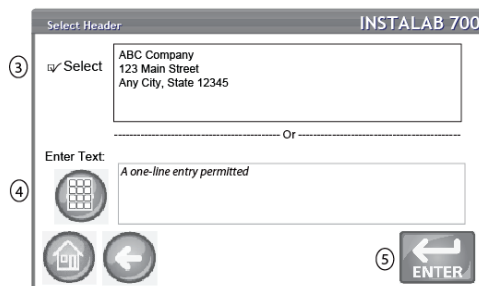 Select Header
INSTALAB 700
3
Select
ABC Company
123 Main Street
Any City, State 12345
Or
Enter Text:
4
A one-line entry permitted
5
ENTER